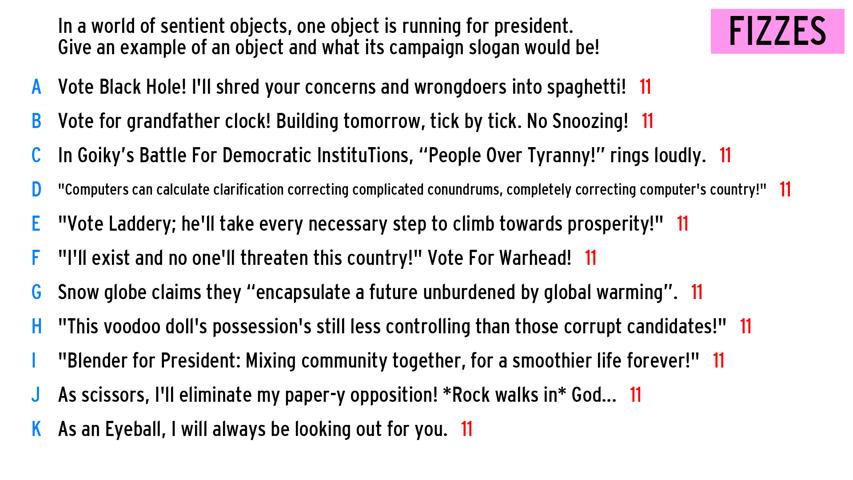 In a world of sentient objects, one object is running for president.
Give an example of an object and what its campaign slogan would be!
FIZZES
A Vote Black Hole! I'll shred your concerns and wrongdoers into spaghetti! 11
B Vote for grandfather clock! Building tomorrow, tick by tick. No Snoozing! 11
C In Goiky’s Battle For Democratic InstituTions, “People Over Tyranny!” rings loudly. 11
D "Computers can calculate clarification correcting complicated conundrums, completely correcting computer's country!" 11
E "Vote Laddery; he'll take every necessary step to climb towards prosperity!" 11
F "I'll exist and no one'll threaten this country!" Vote For Warhead! 11
G Snow globe claims they “encapsulate a future unburdened by global warming”. 11
H "This voodoo doll's possession's still less controlling than those corrupt candidates!" 11
I "Blender for President: Mixing community together, for a smoothier life forever!" 11
J As scissors, I'll eliminate my paper-y opposition! *Rock walks in* God... 11
K As an Eyeball, I will always be looking out for you. 11